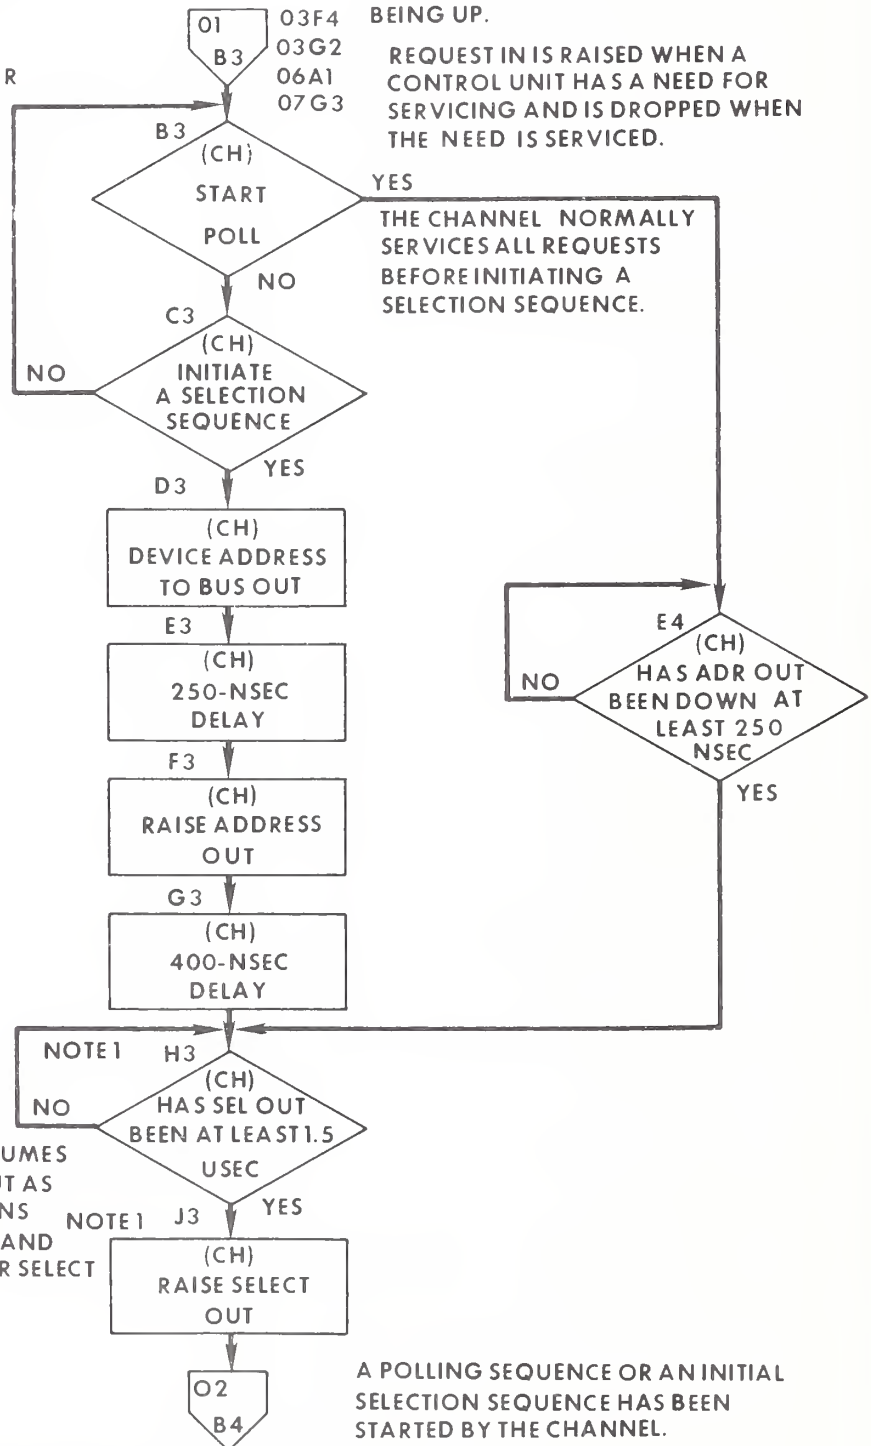 01
B3
03F4
03G2
06A1
07G3
BEING UP.
REQUEST IN IS RAISED WHEN A
CONTROL UNIT HAS A NEED FOR
SERVICING AND IS DROPPED WHEN
THE NEED IS SERVICED.
R
B3
(CH)
START
POLL
YES
THE CHANNEL NORMALLY
SERVICES ALL REQUESTS
BEFORE INITIATING A
SELECTION SEQUENCE.
NO
C3
(CH)
INITIATE
A SELECTION
SEQUENCE
NO
YES
D3
(CH)
DEVICE ADDRESS
TO BUS OUT
E3
(CH)
250-NSEC
DELAY
E4
(CH)
HAS ADR OUT
BEEN DOWN AT
LEAST 250
NSEC
NO
YES
F3
(CH)
RAISE ADDRESS
OUT
G3
(CH)
400-NSEC
DELAY
NOTE 1
H3
(CH)
HAS SEL OUT
BEEN AT LEAST 1.5
USEC
NO
YES
UMES
UT AS
NS
AND
R SELECT
NOTE 1
J3
(CH)
RAISE SELECT
OUT
02
B4
A POLLING SEQUENCE OR AN INITIAL
SELECTION SEQUENCE HAS BEEN
STARTED BY THE CHANNEL.